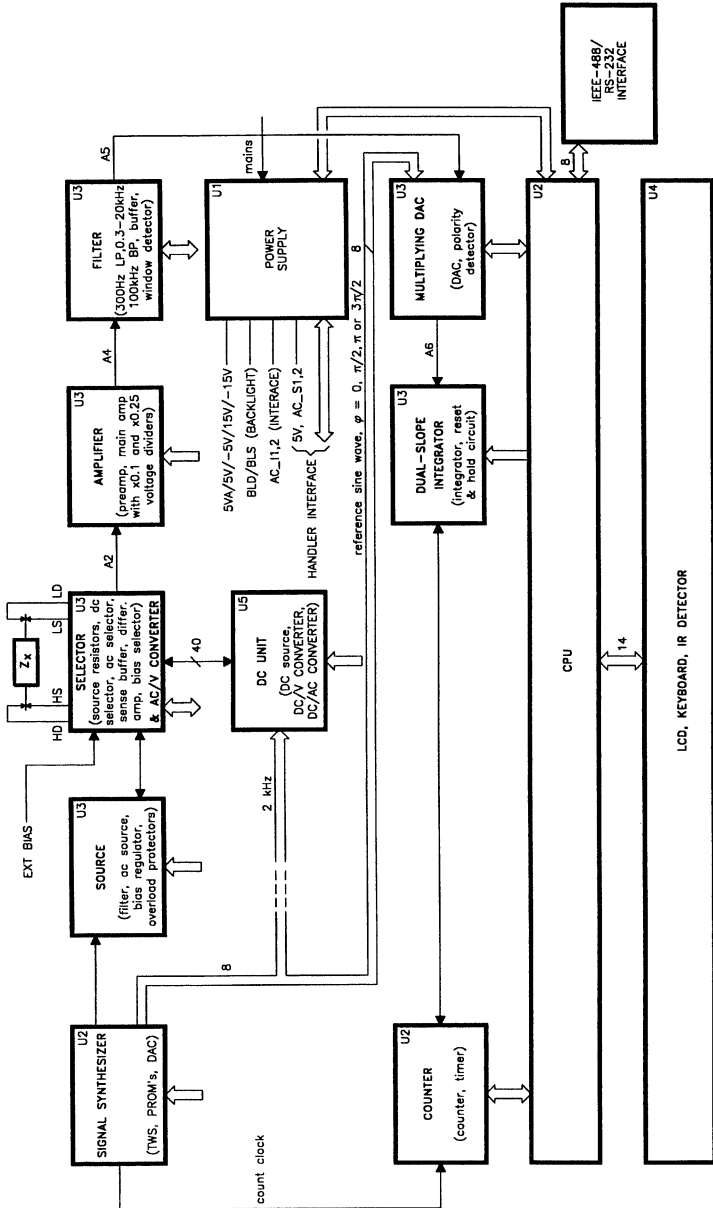 U2
SIGNAL SYNTHESIZER
(TWS, PROM's, DAC)
U3
SOURCE
(filter, ac source,
bias regulator,
overload protectors)
EXT BIAS
HD
HS
Zx
LS
LD
U3
SELECTOR
(source resistors, dc
selector, ac selector,
sense buffer, differ.
amp, bias selector)
& AC/V CONVERTER
A2
U3
AMPLIFIER
(preamp, main amp
with x0.1 and x0.25
voltage dividers)
A4
U3
FILTER
(300Hz LP,0.3-20kHz
100kHz BP, buffer,
window detector)
A5
8
2 kHz
40
U5
DC UNIT
(DC source,
DC/V CONVERTER,
DC/AC CONVERTER)
5VA/5V/-5V/15V/-15V
BLD/BLS (BACKLIGHT)
AC_I1,2 (INTERACE)
5V, AC_S1,2
HANDLER INTERFACE
U1
POWER
SUPPLY
mains
reference sine wave, φ = 0, π/2, π or 3π/2
8
count clock
U2
COUNTER
(counter, timer)
U3
DUAL-SLOPE
INTEGRATOR
(integrator, reset
& hold circuit)
A6
U3
MULTIPLYING DAC
(DAC, polarity
detector)
U2
CPU
8
IEEE-488/
RS-232
INTERFACE
14
U4
LCD, KEYBOARD, IR DETECTOR